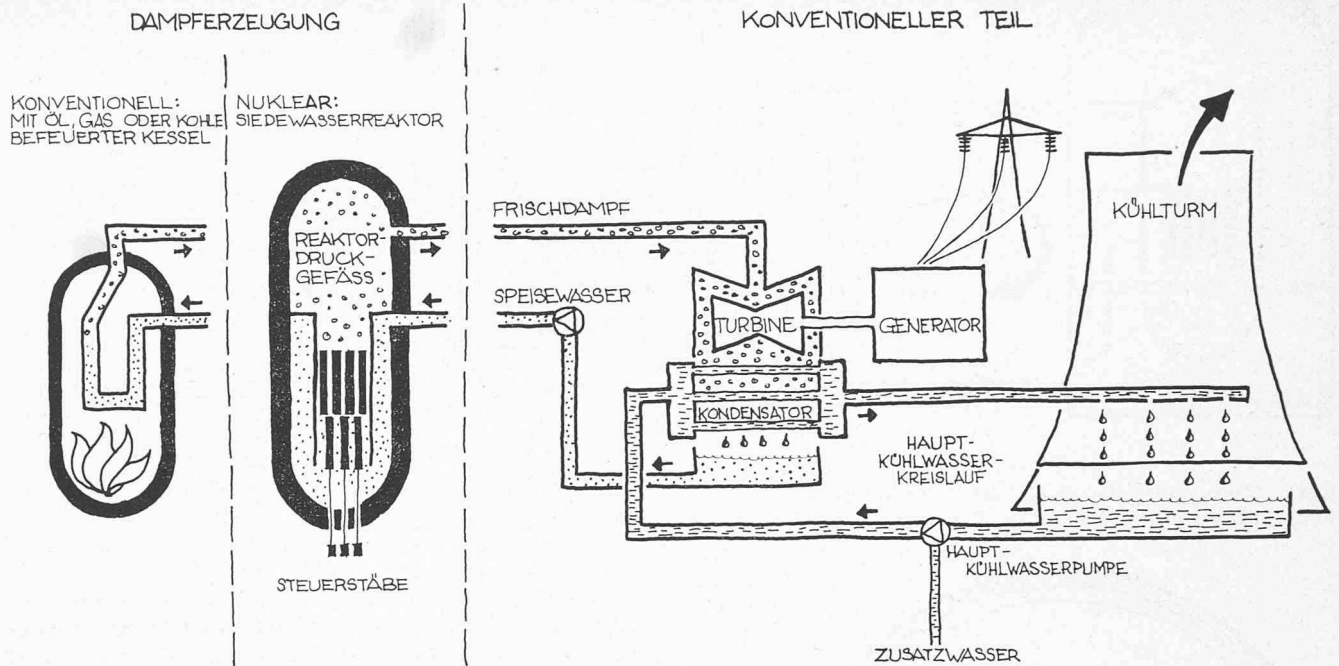 DAMPFERZEUGUNG
KONVENTIONELLER TEIL
KONVENTIONELL:
MIT ÖL, GAS ODER KOHLE
BEFEUERTER KESSEL
NUKLEAR:
SIEDEWASSERREAKTOR
REAKTOR-
DRUCK-
GEFÄSS
STEUERSTÄBE
FRISCHDAMPF
SPEISEWASSER
TURBINE
GENERATOR
KONDENSATOR
KÜHLTURM
HAUPT-
KÜHLWASSER-
KREISLAUF
HAUPT-
KÜHLWASSERPUMPE
ZUSATZWASSER